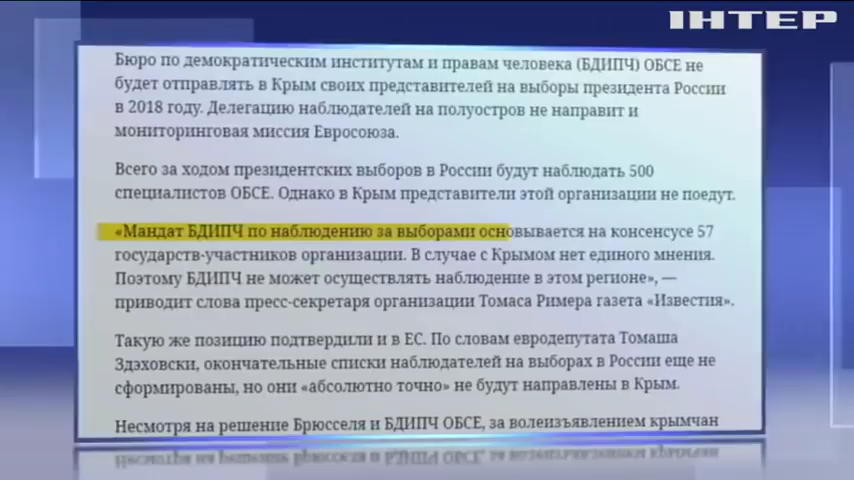 ІНТЕР
Бюро по демократическим институтам и правам человека (БДИПЧ) ОБСЕ не
будет отправлять в Крым своих представителей на выборы президента России
в 2018 году. Делегацию наблюдателей на полуостров не направит и
мониторинговая миссия Евросоюза.
Всего за ходом президентских выборов в России будут наблюдать 500
специалистов ОБСЕ. Однако в Крым представители этой организации не поедут.
«Мандат БДИПЧ по наблюдению за выборами основывается на консенсусе 57
государств-участников организации. В случае с Крымом нет единого мнения.
Поэтому БДИПЧ не может осуществлять наблюдение в этом регионе», —
приводит слова пресс-секретаря организации Томаса Римера газета «Известия».
Такую же позицию подтвердили и в ЕС. По словам евродепутата Томаша
Здэховски, окончательные списки наблюдателей на выборах в России еще не
сформированы, но они «абсолютно точно» не будут направлены в Крым.
Несмотря на решение Брюсселя и БДИПЧ ОБСЕ, за волеизъявлением крымчан